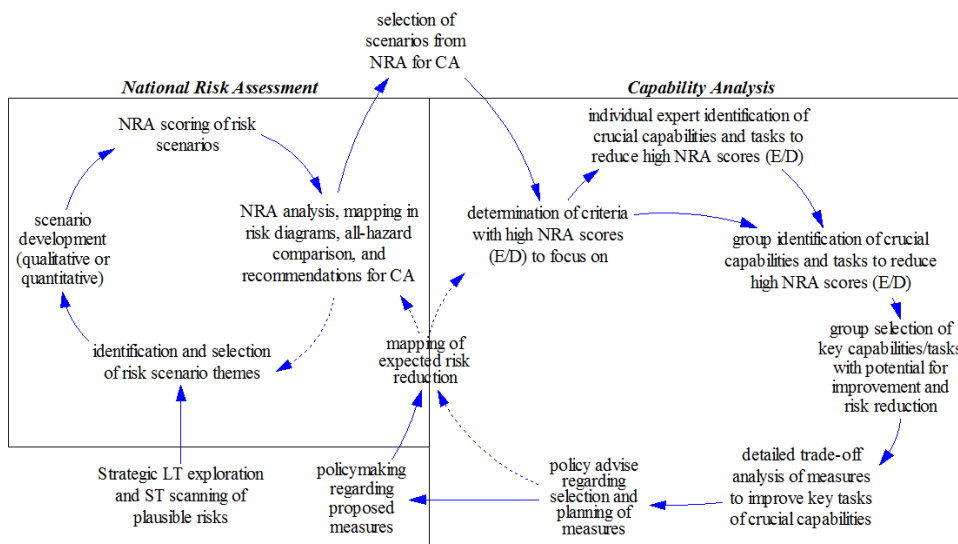 selection of
scenarios from
NRA for CA
National Risk Assessment
Capability Analysis
NRA scoring of risk
scenarios
individual expert identification of
crucial capabilities and tasks to
reduce high NRA scores (E/D)
scenario
development
(qualitative or
quantitative)
NRA analysis, mapping in
risk diagrams, all-hazard
comparison, and
recommendations for CA
determination of criteria
with high NRA scores
(E/D) to focus on
group identification of crucial
capabilities and tasks to reduce
high NRA scores (E/D)
identification and selection
of risk scenario themes
mapping of
expected risk
reduction
group selection of
key capabilities/tasks
with potential for
improvement and
risk reduction
Strategic LT exploration
and ST scanning of
plausible risks
policymaking
regarding
proposed
measures
policy advise
regarding
selection and
planning of
measures
detailed trade-off
analysis of measures
to improve key tasks
of crucial capabilities